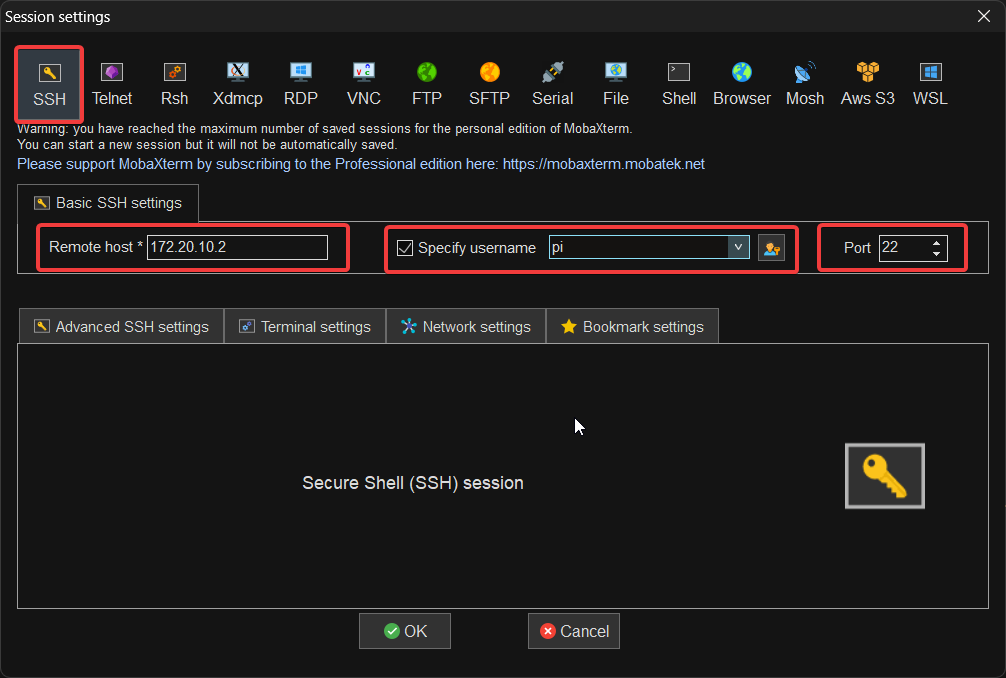 Session settings
SSH Telnet Rsh Xdmcp RDP VNC FTP SFTP Serial File Shell Browser Mosh Aws S3 WSL
Warning: you have reached the maximum number of saved sessions for the personal edition of MobaXterm.
You can start a new session but it will not be automatically saved.
Please support MobaXterm by subscribing to the Professional edition here: https://mobaxterm.mobatek.net
Basic SSH settings
Remote host * 172.20.10.2 Specify username pi Port 22
Advanced SSH settings Terminal settings Network settings Bookmark settings
Secure Shell (SSH) session
OK Cancel